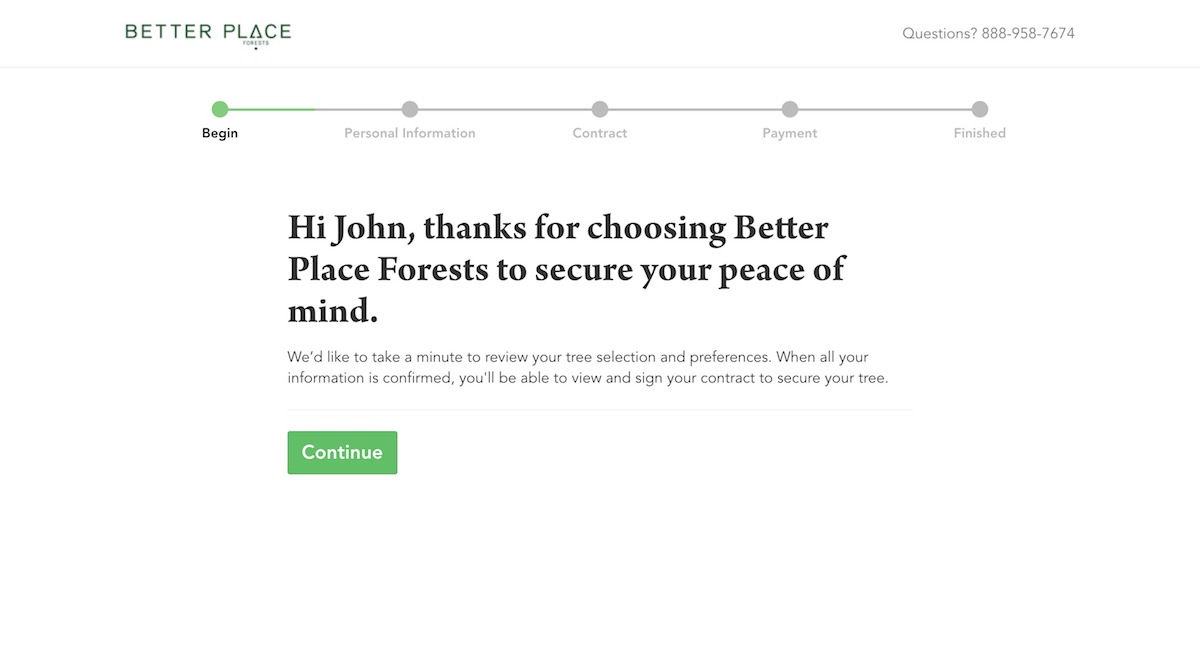 BETTER PLACE
FORESTS
Questions? 888-958-7674
Begin
Personal Information
Contract
Payment
Finished
Hi John, thanks for choosing Better
Place Forests to secure your peace of
mind.
We’d like to take a minute to review your tree selection and preferences. When all your
information is confirmed, you'll be able to view and sign your contract to secure your tree.
Continue